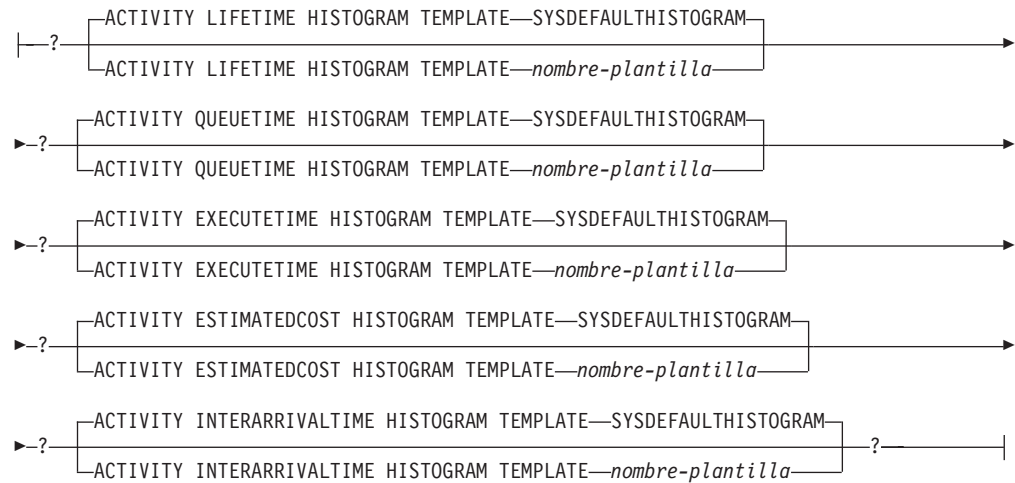 ACTIVITY LIFETIME HISTOGRAM TEMPLATE SYSDEFAULTHISTOGRAM
?
ACTIVITY LIFETIME HISTOGRAM TEMPLATE nombre-plantilla
ACTIVITY QUEUETIME HISTOGRAM TEMPLATE SYSDEFAULTHISTOGRAM
?
ACTIVITY QUEUETIME HISTOGRAM TEMPLATE nombre-plantilla
ACTIVITY EXECUTETIME HISTOGRAM TEMPLATE SYSDEFAULTHISTOGRAM
?
ACTIVITY EXECUTETIME HISTOGRAM TEMPLATE nombre-plantilla
ACTIVITY ESTIMATEDCOST HISTOGRAM TEMPLATE SYSDEFAULTHISTOGRAM
?
ACTIVITY ESTIMATEDCOST HISTOGRAM TEMPLATE nombre-plantilla
ACTIVITY INTERARRIVALTIME HISTOGRAM TEMPLATE SYSDEFAULTHISTOGRAM
? ?
ACTIVITY INTERARRIVALTIME HISTOGRAM TEMPLATE nombre-plantilla